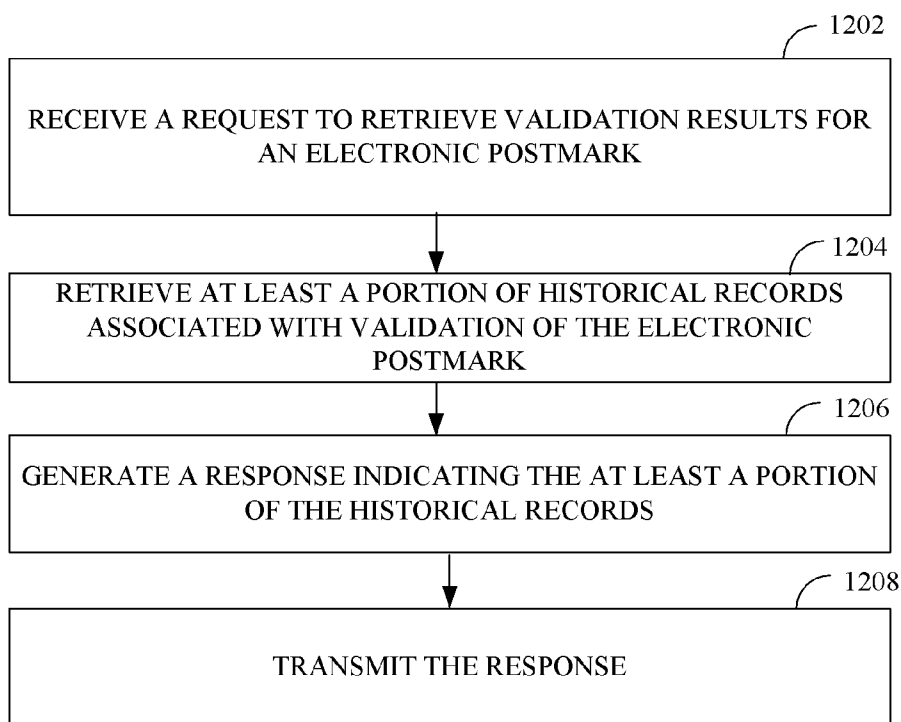 1202
RECEIVE A REQUEST TO RETRIEVE VALIDATION RESULTS FOR
AN ELECTRONIC POSTMARK
1204
RETRIEVE AT LEAST A PORTION OF HISTORICAL RECORDS
ASSOCIATED WITH VALIDATION OF THE ELECTRONIC
POSTMARK
1206
GENERATE A RESPONSE INDICATING THE AT LEAST A PORTION
OF THE HISTORICAL RECORDS
1208
TRANSMIT THE RESPONSE